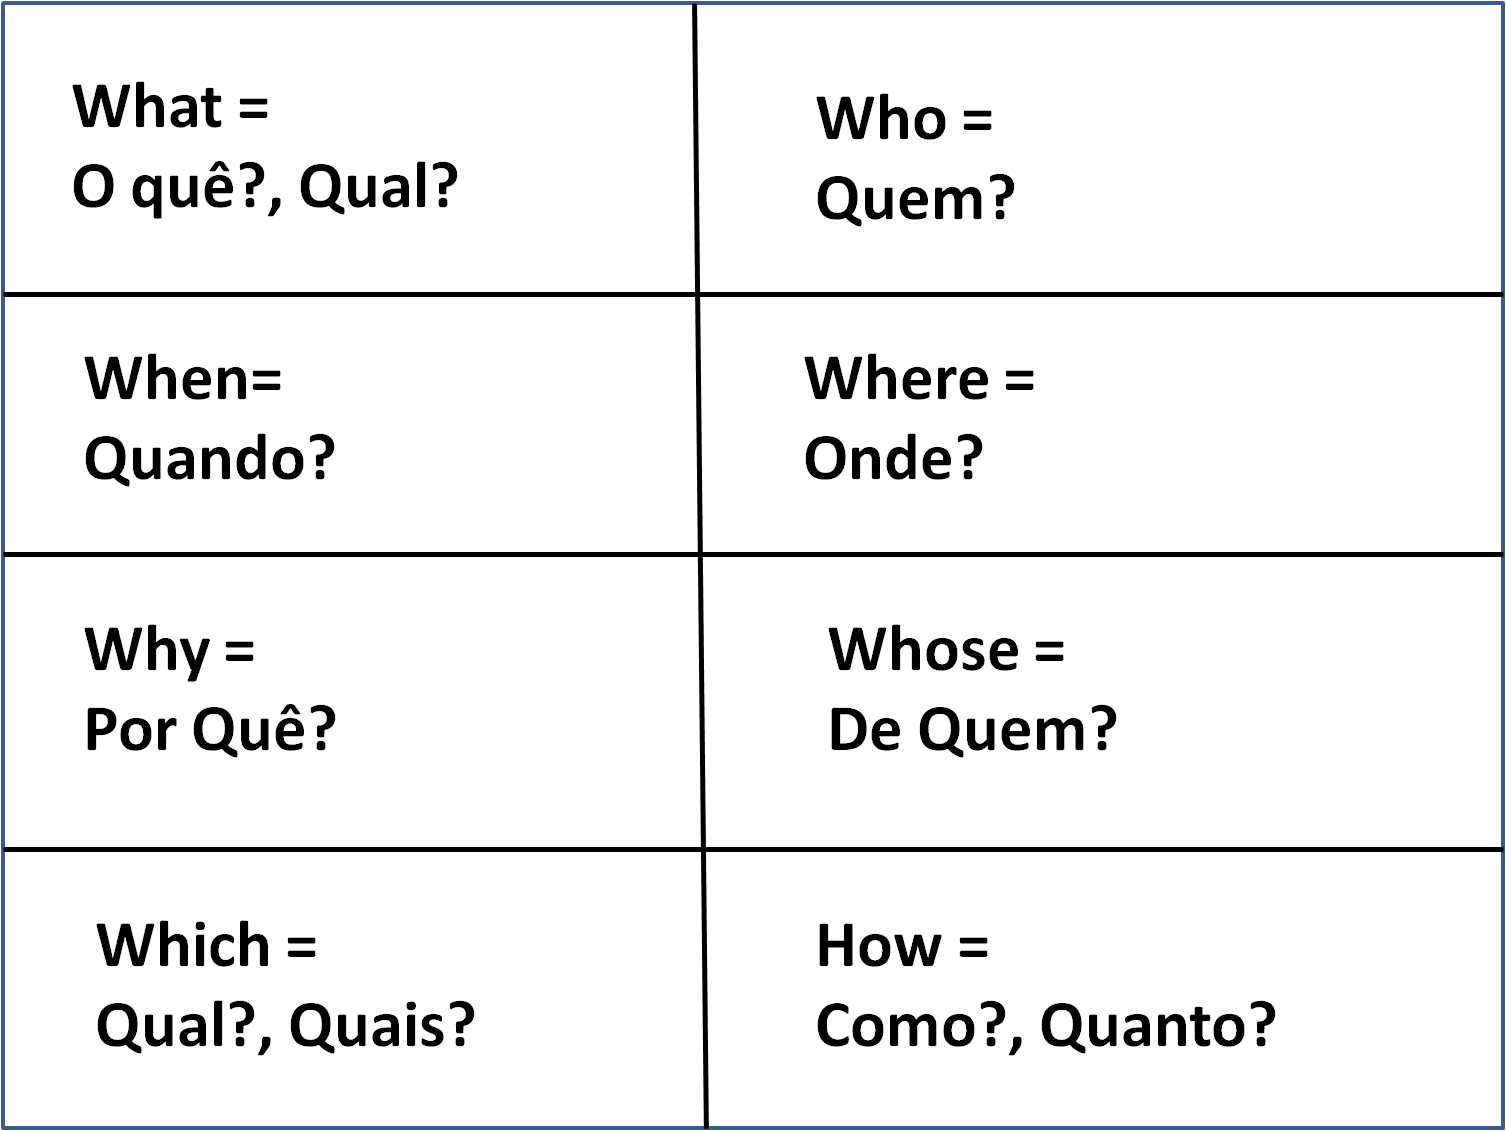 What =
O quê?, Qual?
Who =
Quem?
When=
Quando?
Where =
Onde?
Why =
Por Quê?
Whose =
De Quem?
Which =
Qual?, Quais?
How =
Como?, Quanto?